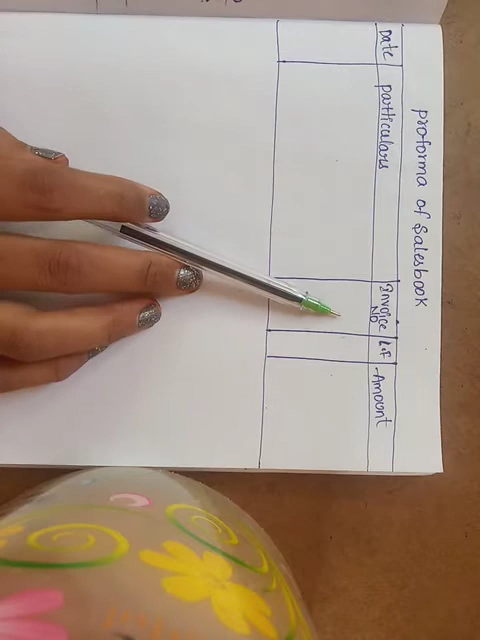 Proforma of Salesbook
Date particulars Invoice No L.F Amount